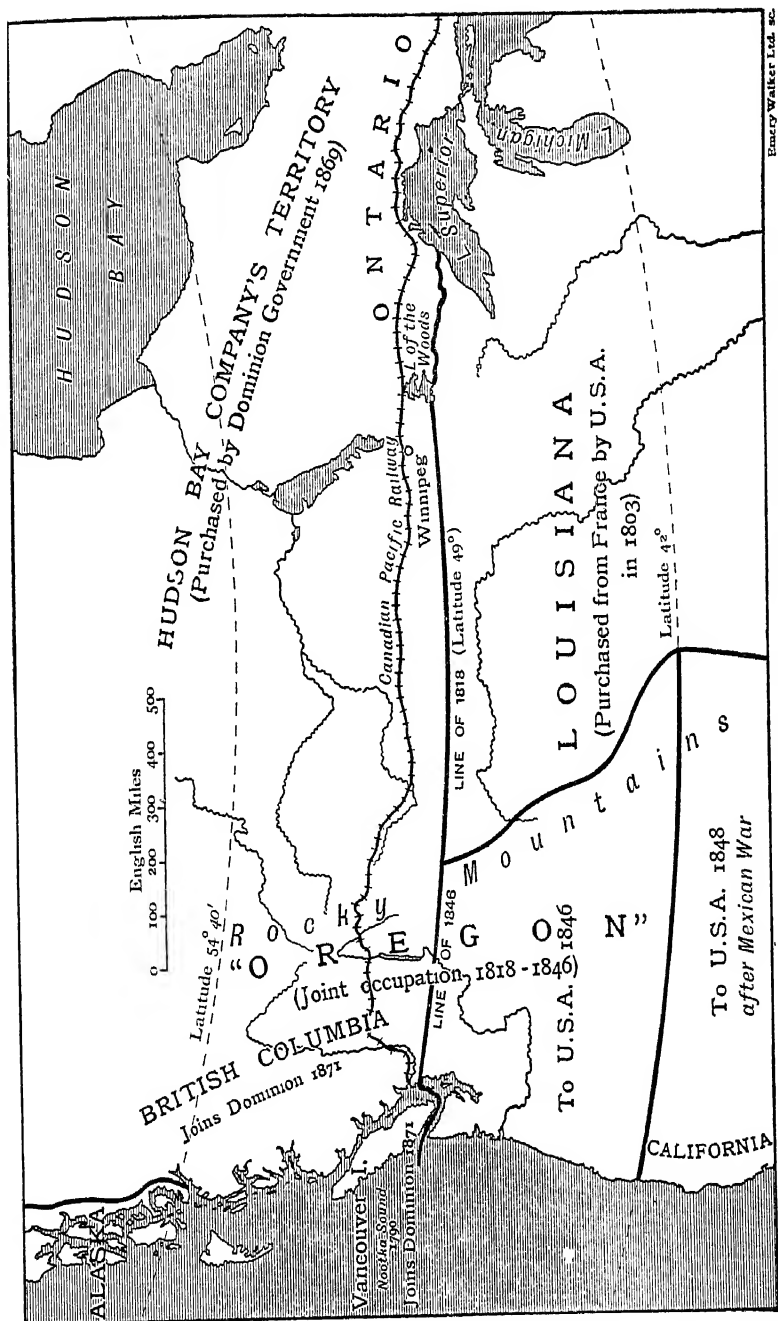 HUDSON
BAY
HUDSON BAY COMPANY'S TERRITORY
(Purchased by Dominion Government 1869)
ONTARIO
L. Superior
L. Michigan
L. of the
Woods
Winnipeg
Canadian Pacific Railway
LINE OF 1818 (Latitude 49°)
LOUISIANA
(Purchased from France by U.S.A.
in 1803)
Latitude 42°
English Miles
0 100 200 300 400 500
Latitude 54° 40'
Rocky Mountains
"OREGON"
(Joint occupation 1818-1846)
LINE OF 1846
BRITISH COLUMBIA
Joins Dominion 1871
ALASKA
Vancouver I.
Nootka-Sound
1790
Joins Dominion 1871
To U.S.A. 1846
To U.S.A. 1848
after Mexican War
CALIFORNIA
Emery Walker Ltd. sc.